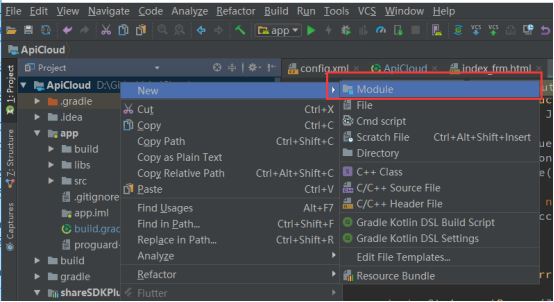 File Edit View Navigate Code Analyze Refactor Build Run Tools VCS Window Help
app
VCS VCS
ApiCloud
Project
config.xml ApiCloud index_frm.html
1: Project
7: Structure
Captures
ApiCloud
.gradle
.idea
app
build
libs
src
.gitignore
app.iml
build.gra
proguard-
build
gradle
shareSDKPlu
New
Cut Ctrl+X
Copy Ctrl+C
Copy Path Ctrl+Shift+C
Copy as Plain Text
Copy Relative Path Ctrl+Alt+Shift+C
Paste Ctrl+V
Find Usages Alt+F7
Find in Path... Ctrl+Shift+F
Replace in Path... Ctrl+Shift+R
Analyze
Refactor
Flutter
Module
File
Cmd script
Scratch File Ctrl+Alt+Shift+Insert
Directory
C++ Class
C/C++ Source File
C/C++ Header File
Gradle Kotlin DSL Build Script
Gradle Kotlin DSL Settings
Edit File Templates...
Resource Bundle